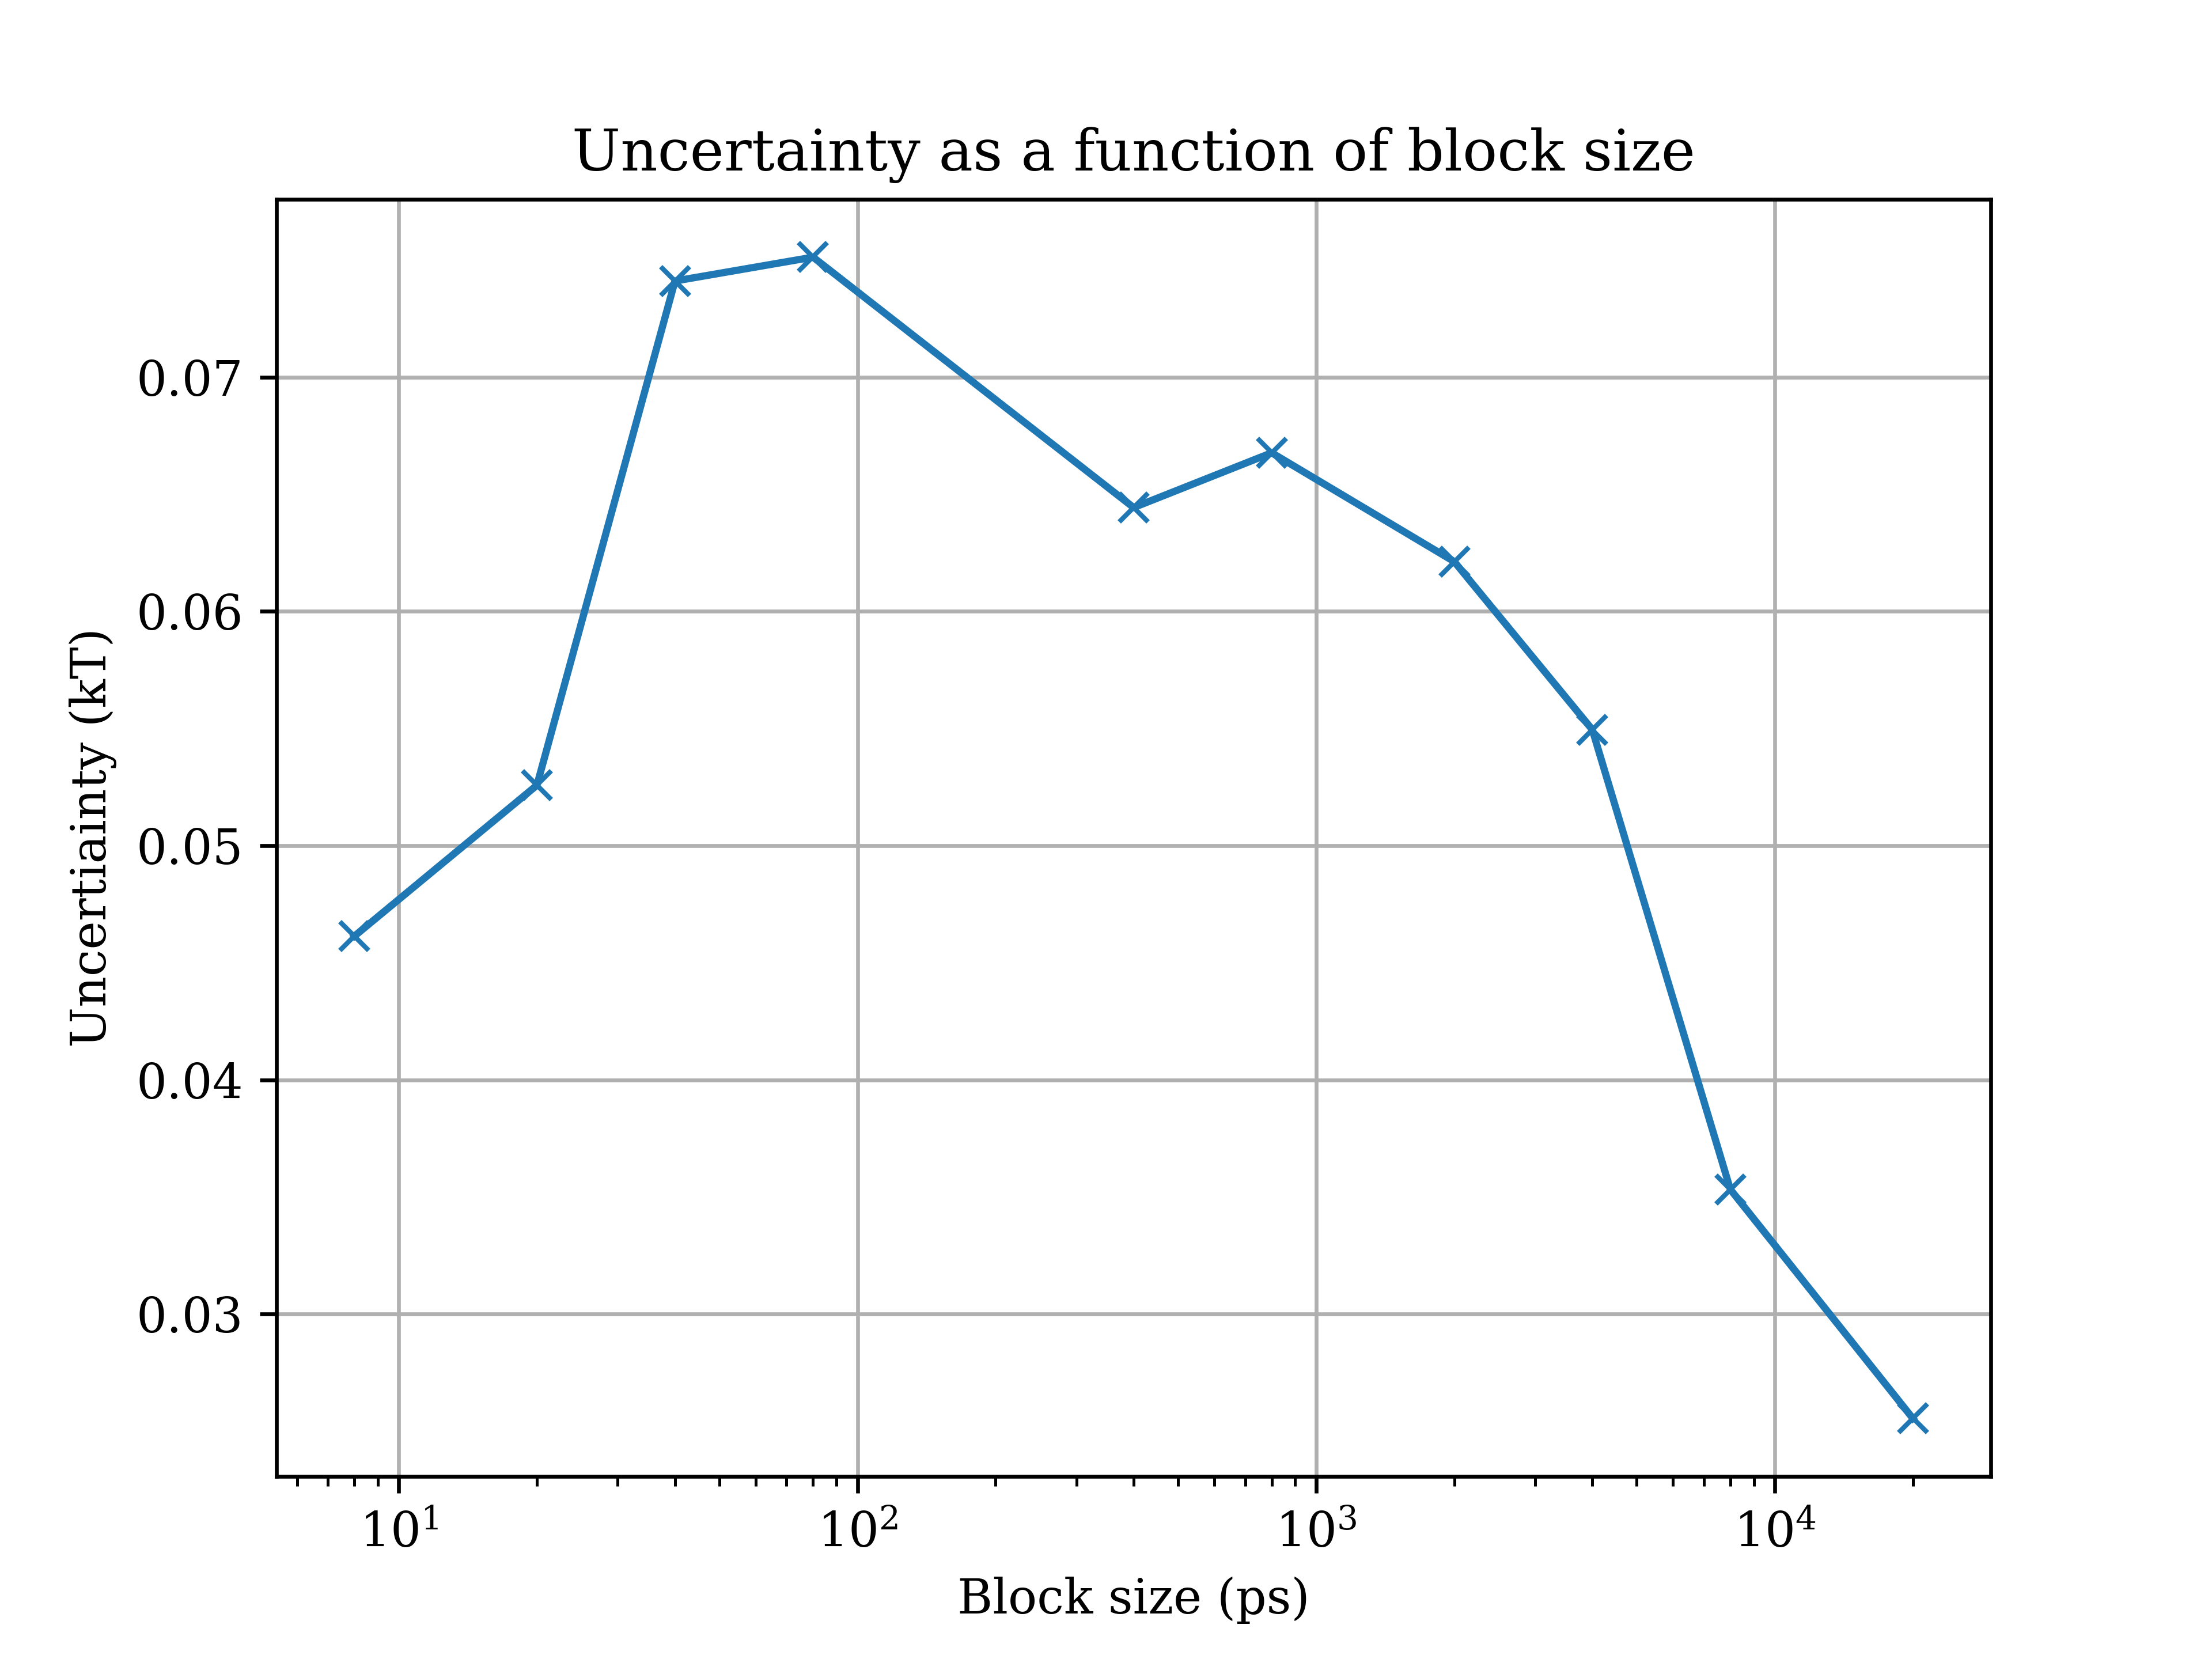 Uncertainty as a function of block size
0.07
0.06
0.05
0.04
0.03
Uncertiainty (kT)
10¹ 10² 10³ 10⁴
Block size (ps)